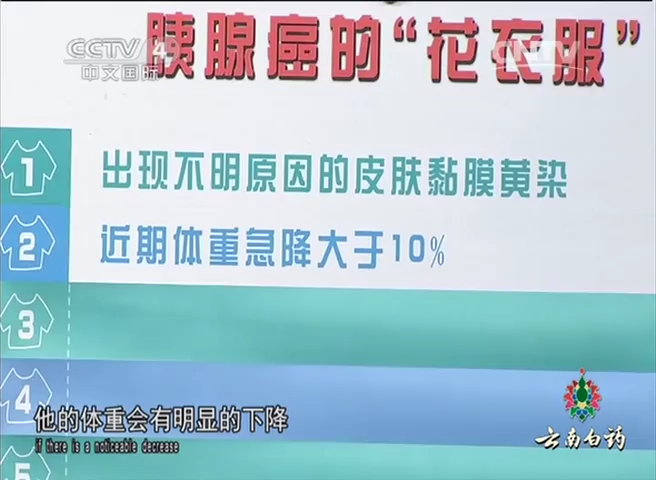 CCTV 4
中文国际
CNTV
胰腺癌的“花衣服”
1 出现不明原因的皮肤黏膜黄染
2 近期体重急降大于10%
3
4
5
他的体重会有明显的下降
if there is a noticeable decrease
云南白药